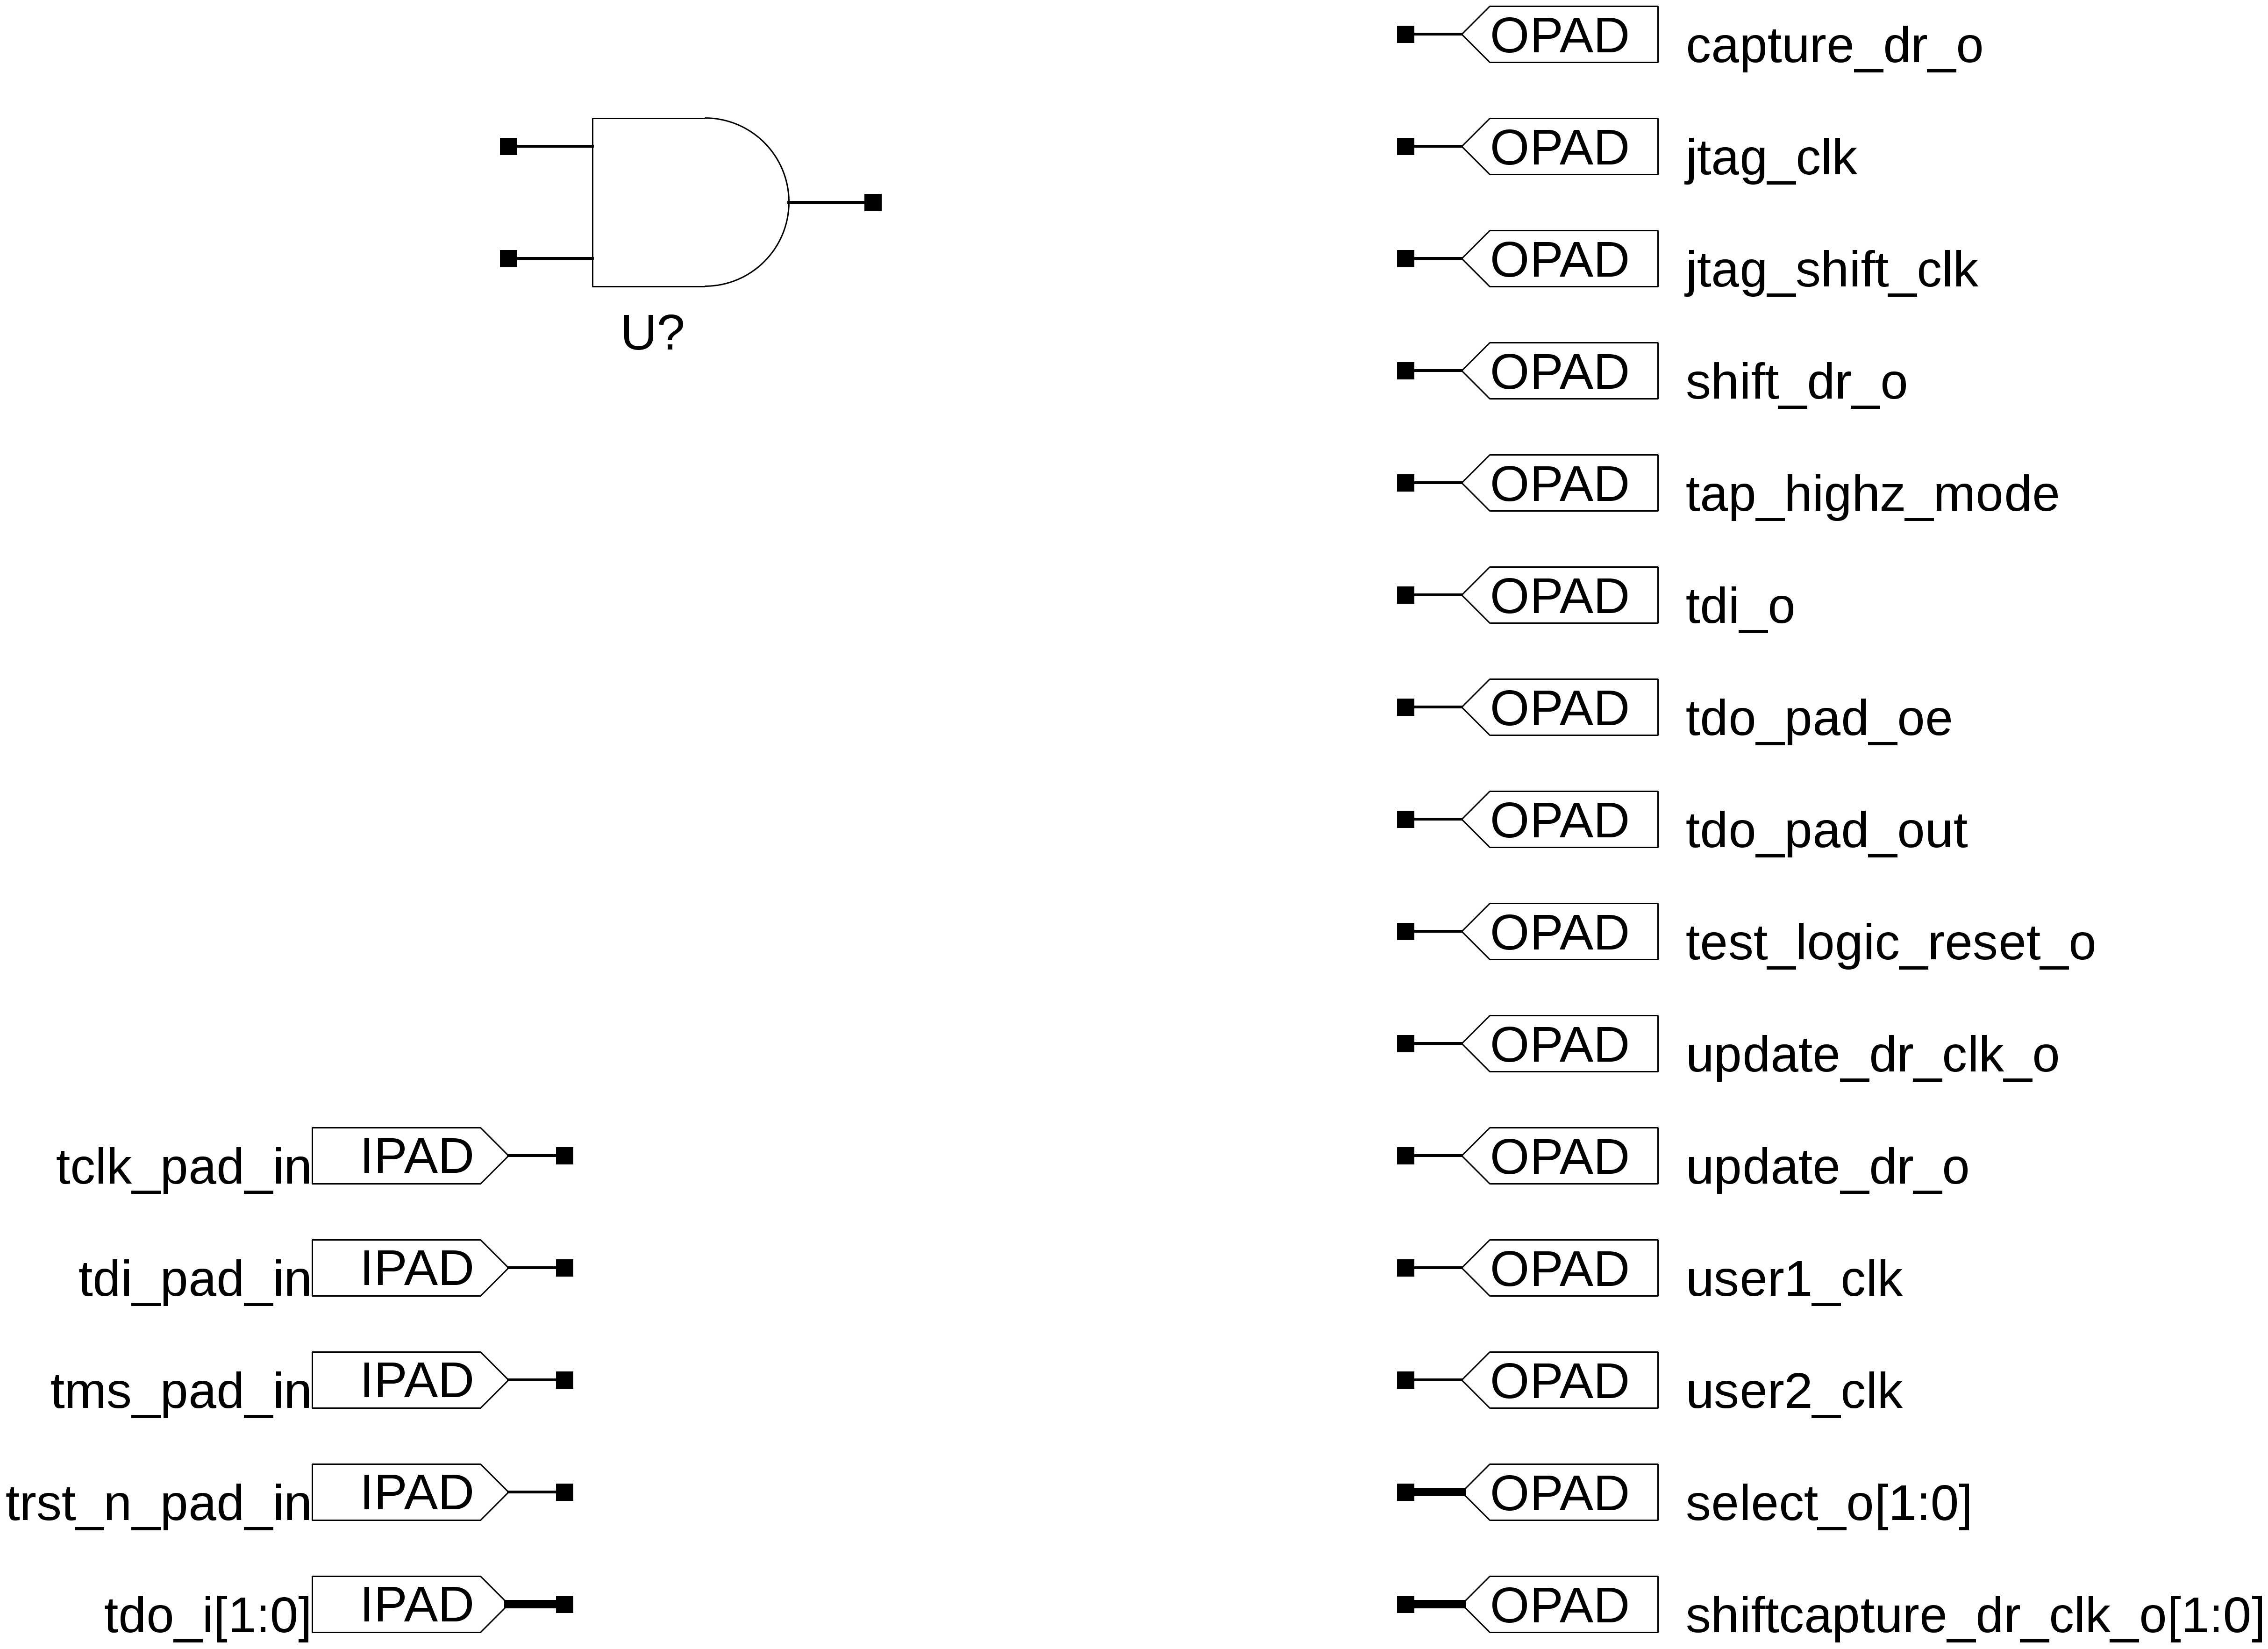 OPAD capture_dr_o
OPAD jtag_clk
OPAD jtag_shift_clk
U?
OPAD shift_dr_o
OPAD tap_highz_mode
OPAD tdi_o
OPAD tdo_pad_oe
OPAD tdo_pad_out
OPAD test_logic_reset_o
OPAD update_dr_clk_o
tclk_pad_in IPAD OPAD update_dr_o
tdi_pad_in IPAD OPAD user1_clk
tms_pad_in IPAD OPAD user2_clk
trst_n_pad_in IPAD OPAD select_o[1:0]
tdo_i[1:0] IPAD OPAD shiftcapture_dr_clk_o[1:0]